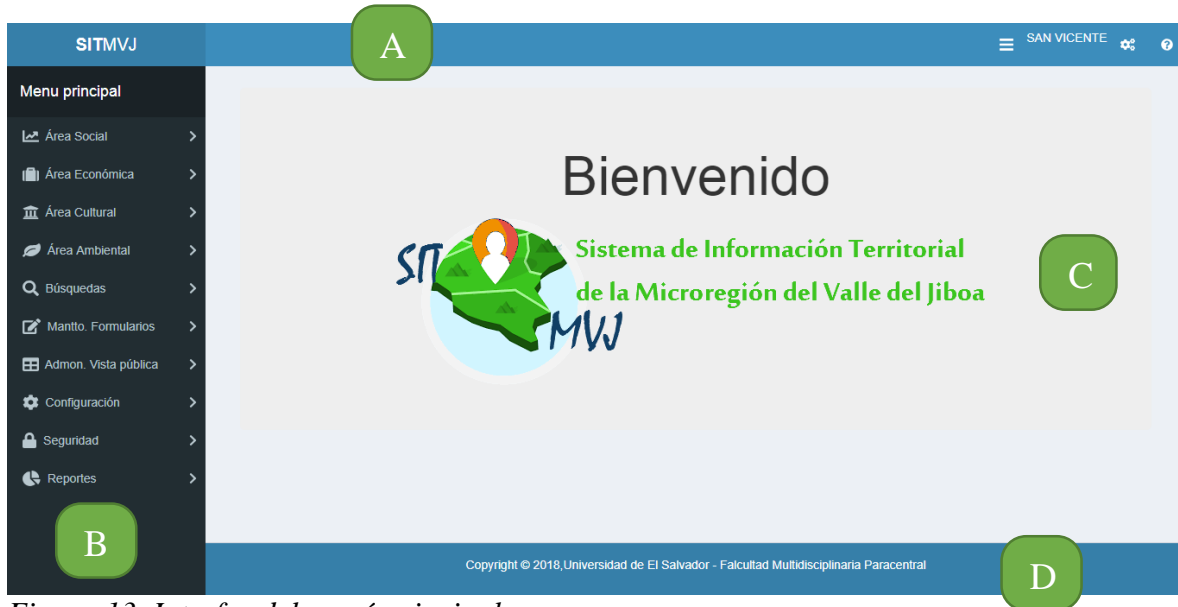 SITMVJ
A
SAN VICENTE
Menu principal
Área Social
Área Económica
Área Cultural
Área Ambiental
Búsquedas
Mantto. Formularios
Admon. Vista pública
Configuración
Seguridad
Reportes
B
Bienvenido
SIT
MVJ
Sistema de Información Territorial
de la Microregión del Valle del Jiboa
C
Copyright © 2018,Universidad de El Salvador - Falcultad Multidisciplinaria Paracentral
D